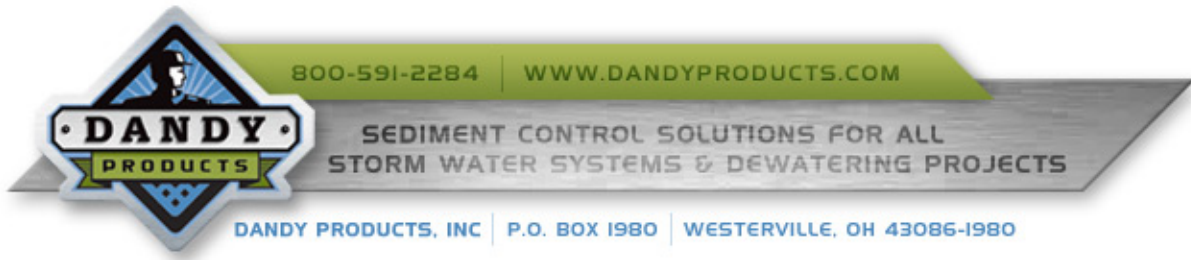 800-591-2284 | WWW.DANDYPRODUCTS.COM
· DANDY ·
PRODUCTS
SEDIMENT CONTROL SOLUTIONS FOR ALL
STORM WATER SYSTEMS & DEWATERING PROJECTS
DANDY PRODUCTS, INC | P.O. BOX 1980 | WESTERVILLE, OH 43086-1980